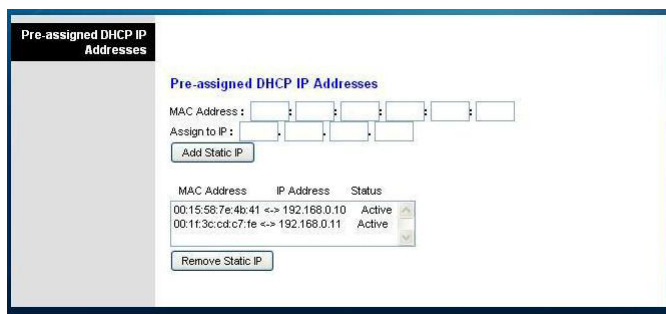 Pre-assigned DHCP IP
Addresses
Pre-assigned DHCP IP Addresses
MAC Address : : : : : :
Assign to IP : . . .
Add Static IP
MAC Address IP Address Status
00:15:58:7e:4b:41 <-> 192.168.0.10 Active
00:1f:3c:cd:c7:fe <-> 192.168.0.11 Active
Remove Static IP